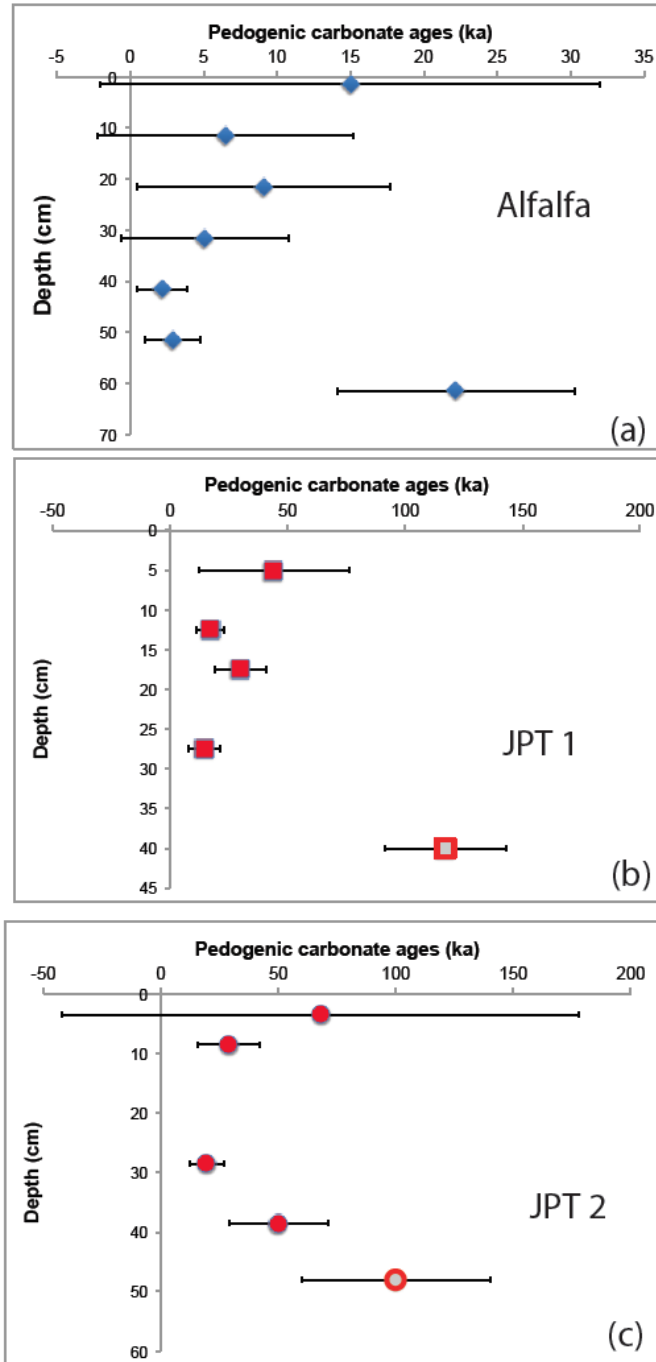 Pedogenic carbonate ages (ka)
-5 0 5 10 15 20 25 30 35
10
20
30
40
50
60
70
Depth (cm)
Alfalfa
(a)
Pedogenic carbonate ages (ka)
-50 0 50 100 150 200
0
5
10
15
20
25
30
35
40
45
Depth (cm)
JPT 1
(b)
Pedogenic carbonate ages (ka)
-50 0 50 100 150 200
0
10
20
30
40
50
60
Depth (cm)
JPT 2
(c)